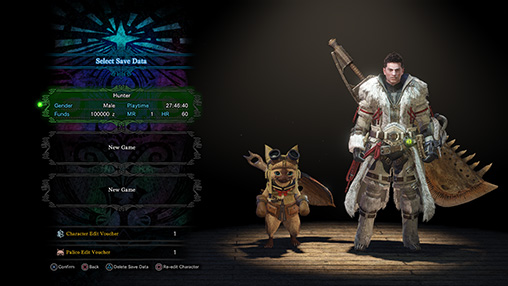 Select Save Data
Hunter
Gender Male Playtime 27:46:40
Funds 100000 z MR 1 HR 60
New Game
New Game
Character Edit Voucher 1
Palico Edit Voucher 1
Confirm Back Delete Save Data Re-edit Character